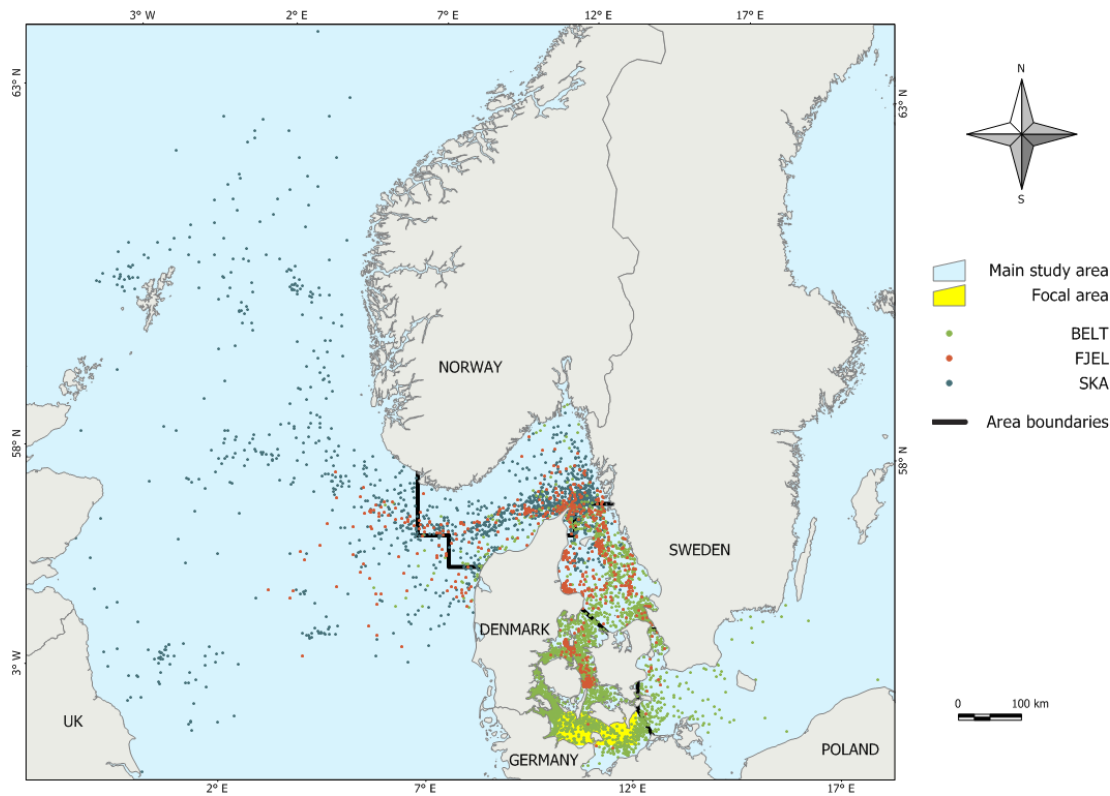 3° W 2° E 7° E 12° E 17° E
63° N
63° N
N
S
Main study area
Focal area
BELT
FJEL
SKA
Area boundaries
NORWAY
58° N
58° N
SWEDEN
DENMARK
3° W
0 100 km
UK
GERMANY
POLAND
2° E 7° E 12° E 17° E